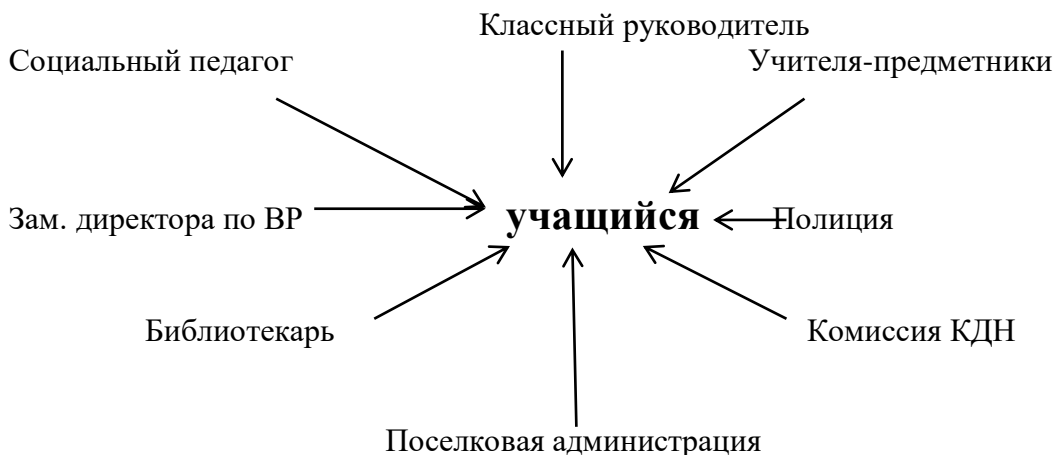 Классный руководитель
Социальный педагог
Учителя-предметники
Зам. директора по ВР
учащийся
Полиция
Библиотекарь
Комиссия КДН
Поселковая администрация